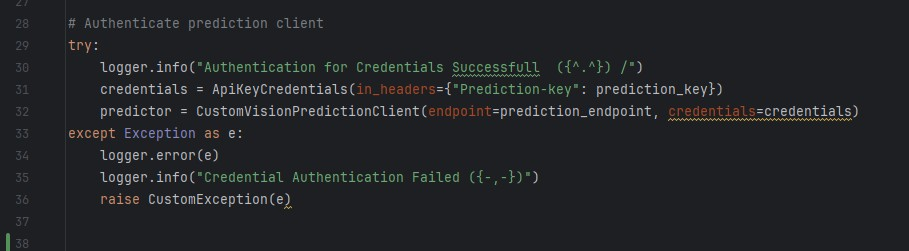 27
28 # Authenticate prediction client
29 try:
30 logger.info("Authentication for Credentials Successfull  ({^.^}) /")
31 credentials = ApiKeyCredentials(in_headers={"Prediction-key": prediction_key})
32 predictor = CustomVisionPredictionClient(endpoint=prediction_endpoint, credentials=credentials)
33 except Exception as e:
34 logger.error(e)
35 logger.info("Credential Authentication Failed ({-,-})")
36 raise CustomException(e)
37
38